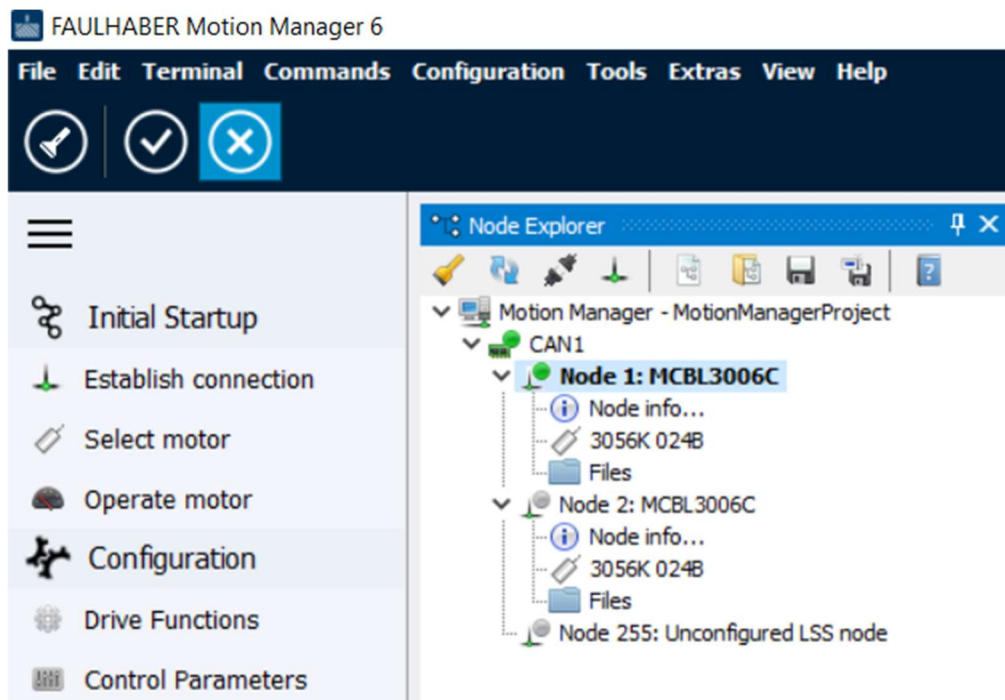 FAULHABER Motion Manager 6
File Edit Terminal Commands Configuration Tools Extras View Help
Node Explorer
Motion Manager - MotionManagerProject
CAN1
Node 1: MCBL3006C
Node info...
3056K 024B
Files
Node 2: MCBL3006C
Node info...
3056K 024B
Files
Node 255: Unconfigured LSS node
Initial Startup
Establish connection
Select motor
Operate motor
Configuration
Drive Functions
Control Parameters